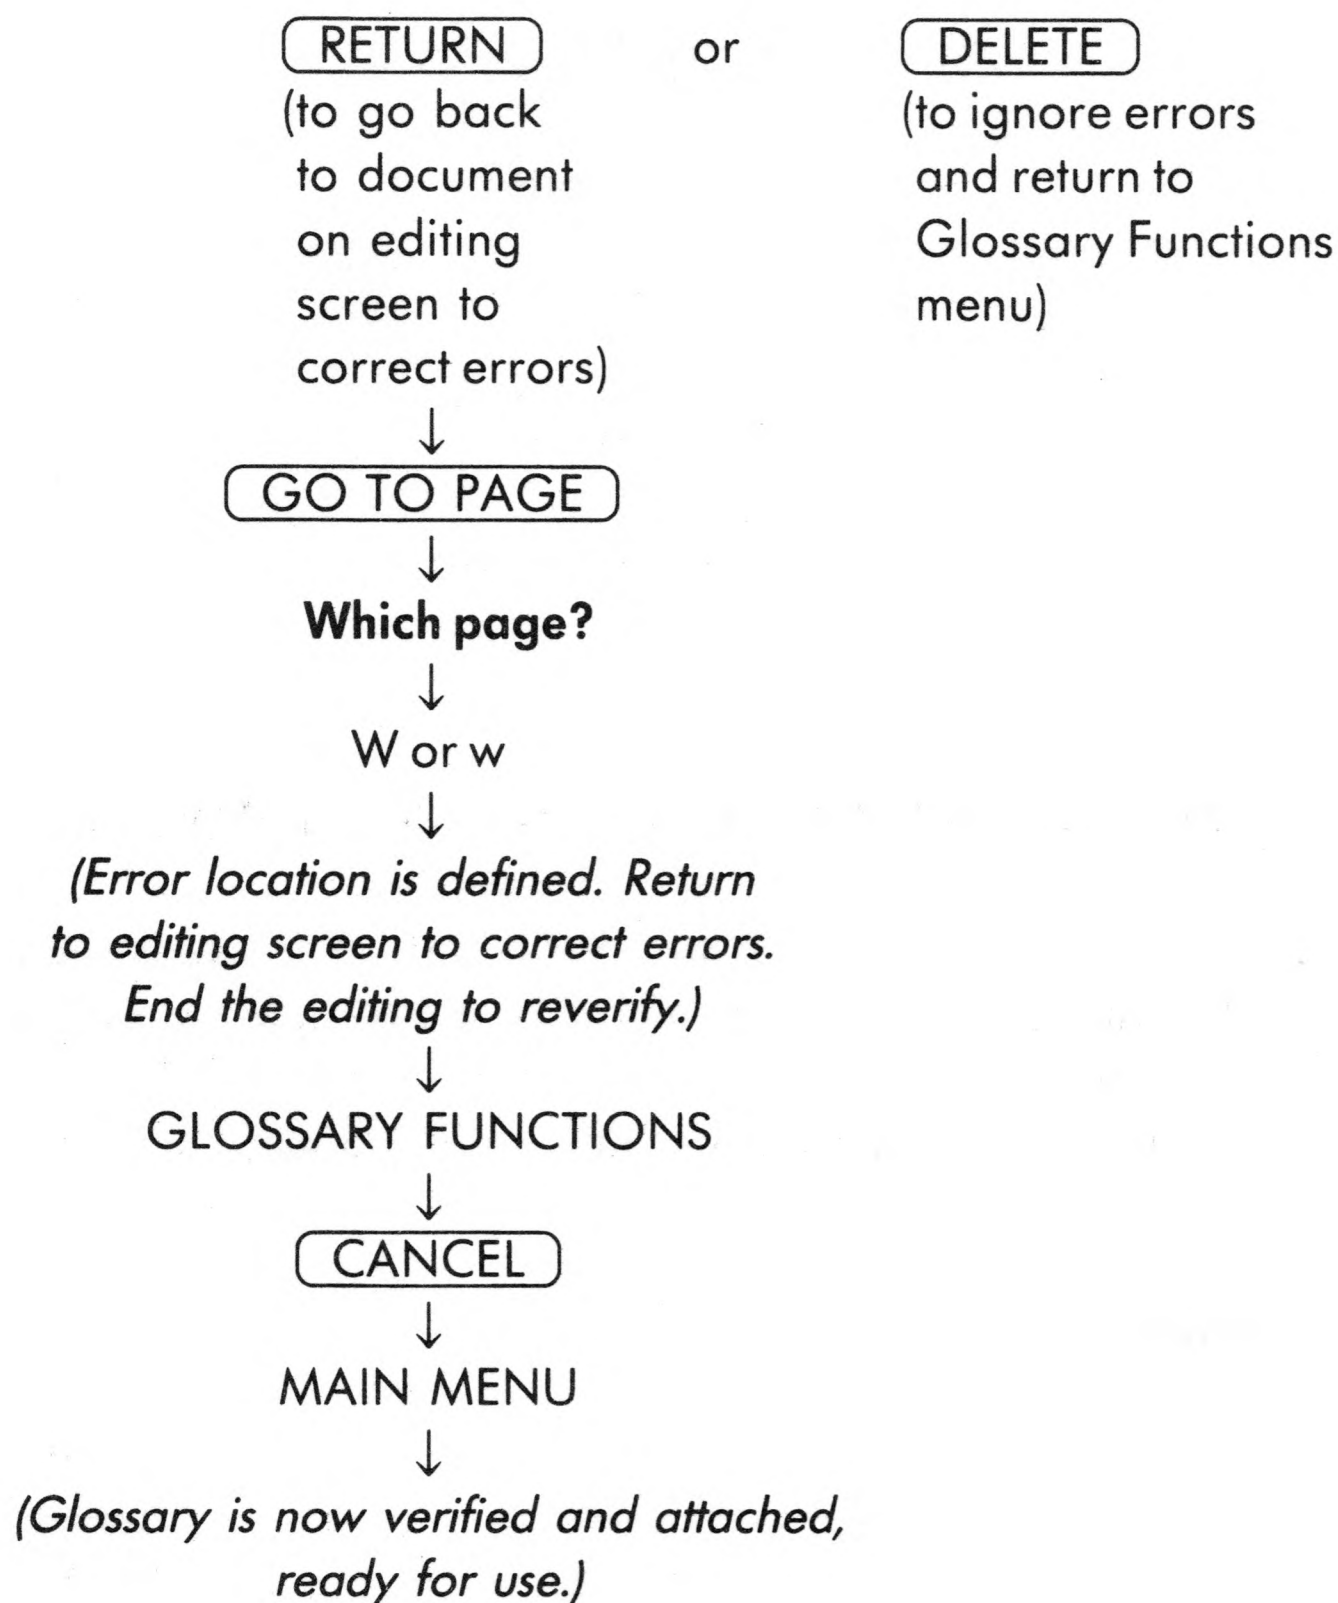 RETURN or DELETE
(to go back
to document
on editing
screen to
correct errors)
(to ignore errors
and return to
Glossary Functions
menu)
↓
GO TO PAGE
↓
Which page?
↓
W or w
↓
(Error location is defined. Return
to editing screen to correct errors.
End the editing to reverify.)
↓
GLOSSARY FUNCTIONS
↓
CANCEL
↓
MAIN MENU
↓
(Glossary is now verified and attached,
ready for use.)